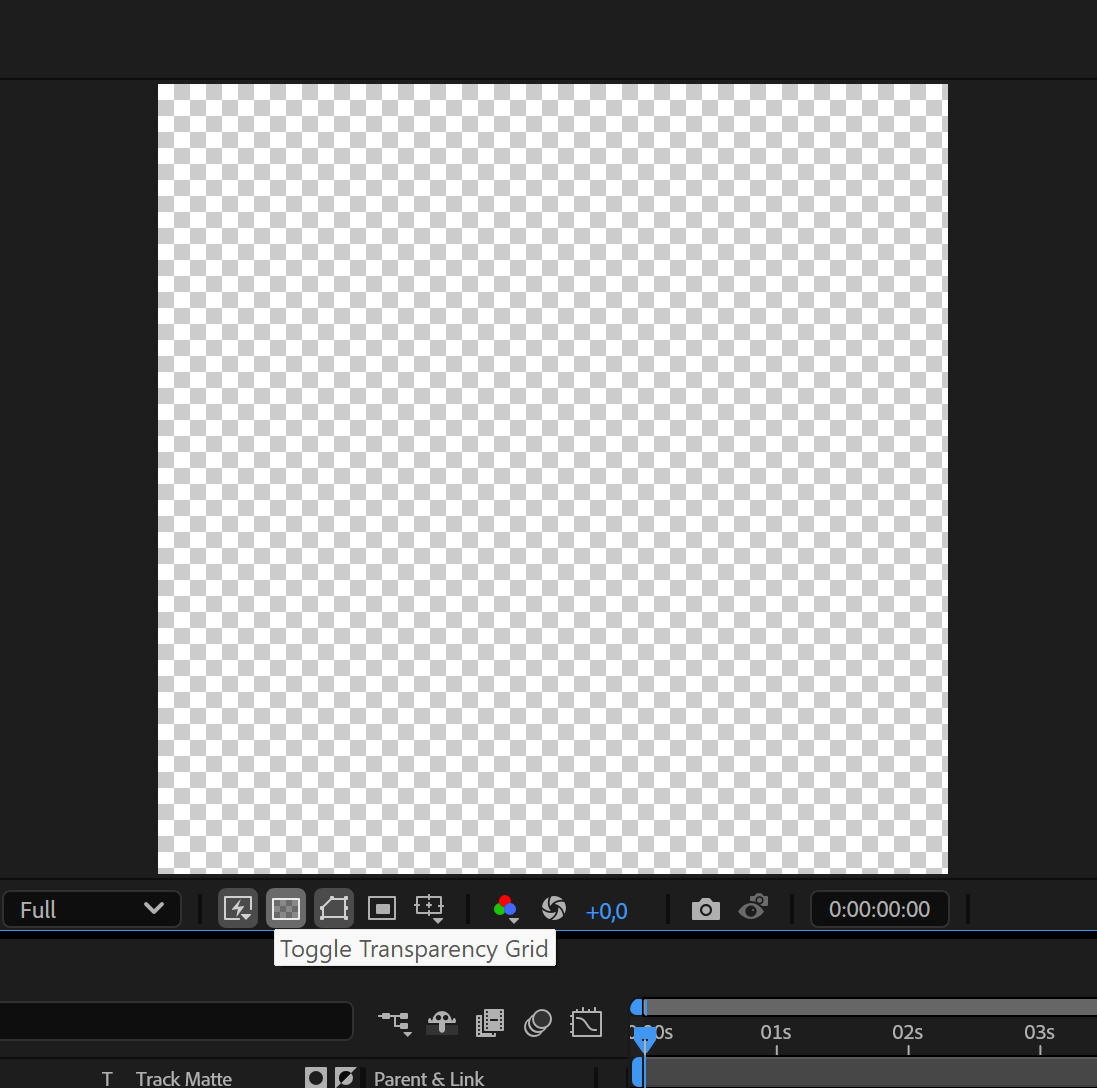 Full
+0,0
0:00:00:00
Toggle Transparency Grid
01s
02s
03s
T Track Matte Parent & Link